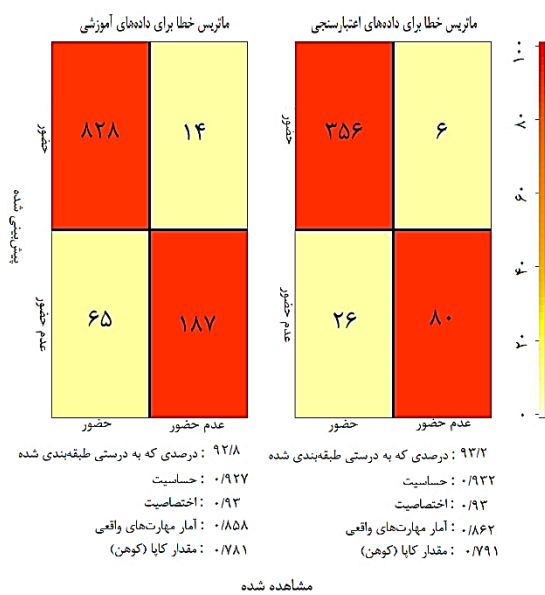 ماتریس خطا برای داده‌های اعتبارسنجی
ماتریس خطا برای داده‌های آموزشی
حضور
۳۵۶
۶
عدم حضور
۲۶
۸۰
حضور
عدم حضور
پیش‌بینی شده
حضور
۸۲۸
۱۴
عدم حضور
۶۵
۱۸۷
حضور
عدم حضور
۱۰۰
۸۰
۶۰
۴۰
۲۰
۰
۹۳/۲ : درصدی که به درستی طبقه‌بندی شده
۰/۹۳۲ : حساسیت
۰/۹۳ : اختصاصیت
۰/۸۶۲ : آمار مهارت‌های واقعی
۰/۷۹۱ : مقدار کاپا (کوهن)
۹۲/۸ : درصدی که به درستی طبقه‌بندی شده
۰/۹۲۷ : حساسیت
۰/۹۳ : اختصاصیت
۰/۸۵۸ : آمار مهارت‌های واقعی
۰/۷۸۱ : مقدار کاپا (کوهن)
مشاهده شده